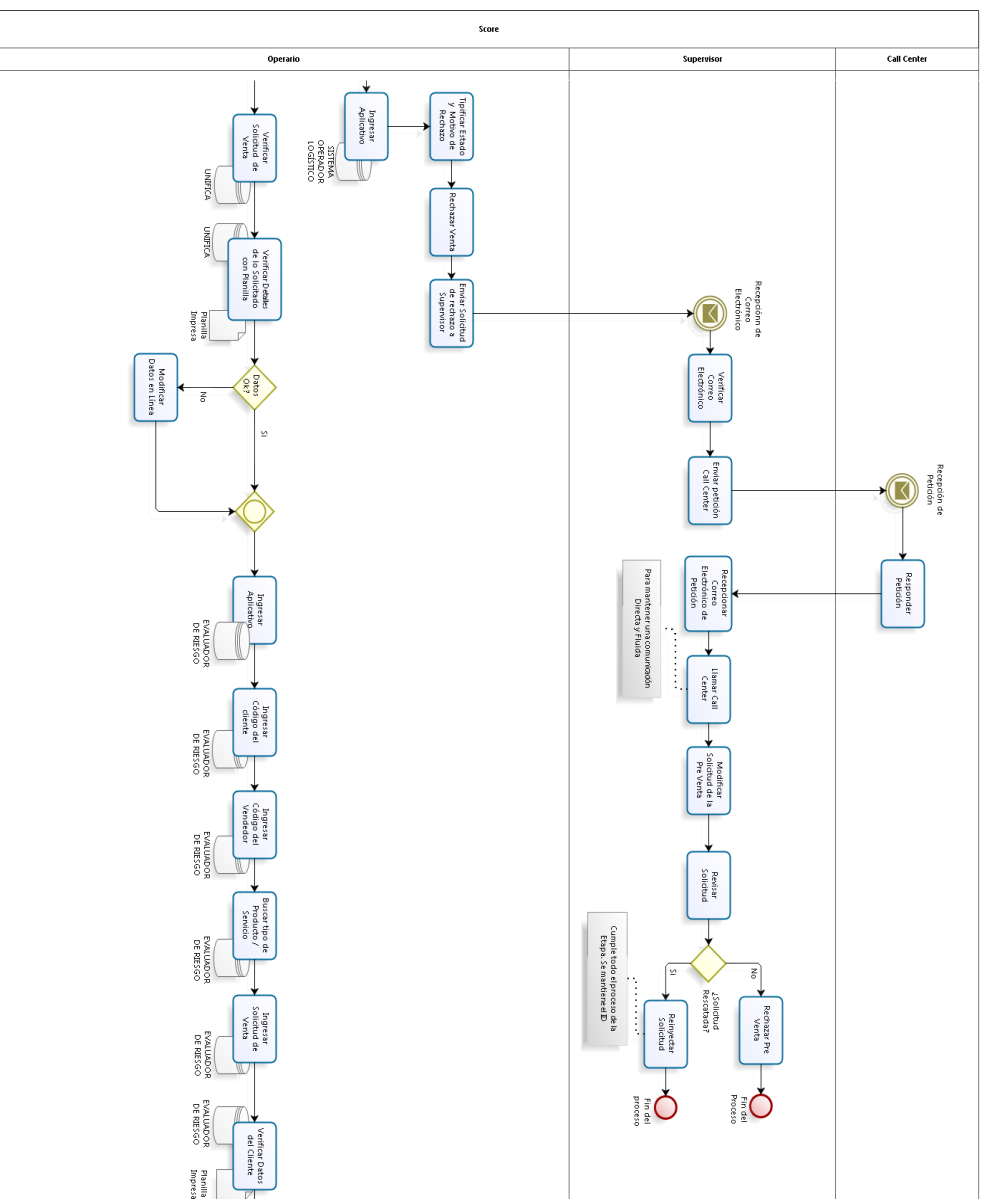 Score
Operario
Supervisor
Call Center
Verificar
Solicitud de
Venta
UNIFICA
UNIFICA
Verificar Detalles
de lo Solicitado
con Planilla
Planilla
Impresa
Datos
Ok?
No
Si
Modificar
Datos en Línea
Ingresar
Aplicativo
EVALUADOR
DE RIESGO
Ingresar
Código del
cliente
EVALUADOR
DE RIESGO
Ingresar
Código del
Vendedor
EVALUADOR
DE RIESGO
Buscar tipo de
Producto /
Servicio
EVALUADOR
DE RIESGO
Ingresar
Solicitud de
Venta
EVALUADOR
DE RIESGO
EVALUADOR
DE RIESGO
Verificar Datos
del Cliente
Planilla
Impresa
Ingresar
Aplicativo
SISTEMA
OPERADOR
LOGÍSTICO
Tipificar Estado
y Motivo de
Rechazo
Rechazar Venta
Enviar Solicitud
de rechazo a
Supervisor
Recepciónn de
Correo
Electrónico
Verificar
Correo
Electrónico
Enviar petición
Call Center
Recepción de
Petición
Responder
Petición
Recepcionar
Correo
Electrónico de
Petición
Para mantener una comunicación
Directa y Fluida
Llamar Call
Center
Modificar
Solicitud de la
Pre Venta
Revisar
Solicitud
¿Solicitud
Rescatada?
No
Si
Rechazar Pre
Venta
Fin del
Proceso
Cumple todo el proceso de la
Etapa. Se mantiene el ID
Reinyectar
Solicitud
Fin del
proceso